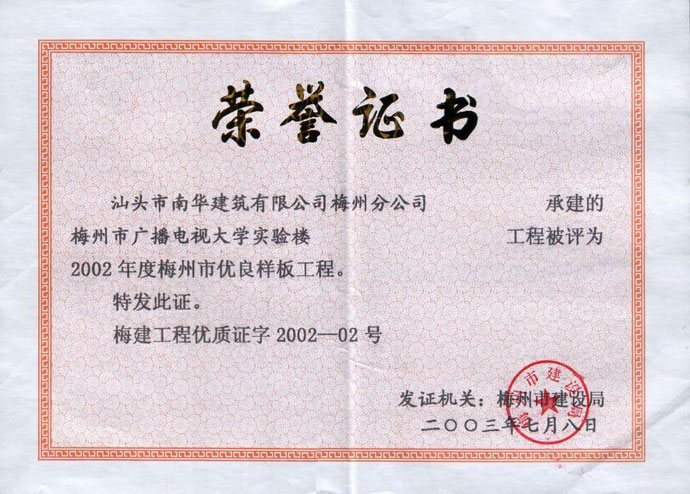 荣誉证书
汕头市南华建筑有限公司梅州分公司 承建的
梅州市广播电视大学实验楼 工程被评为
2002年度梅州市优良样板工程。
特发此证。
梅建工程优质证字2002—02号
发证机关：梅州市建设局
二〇〇三年七月八日